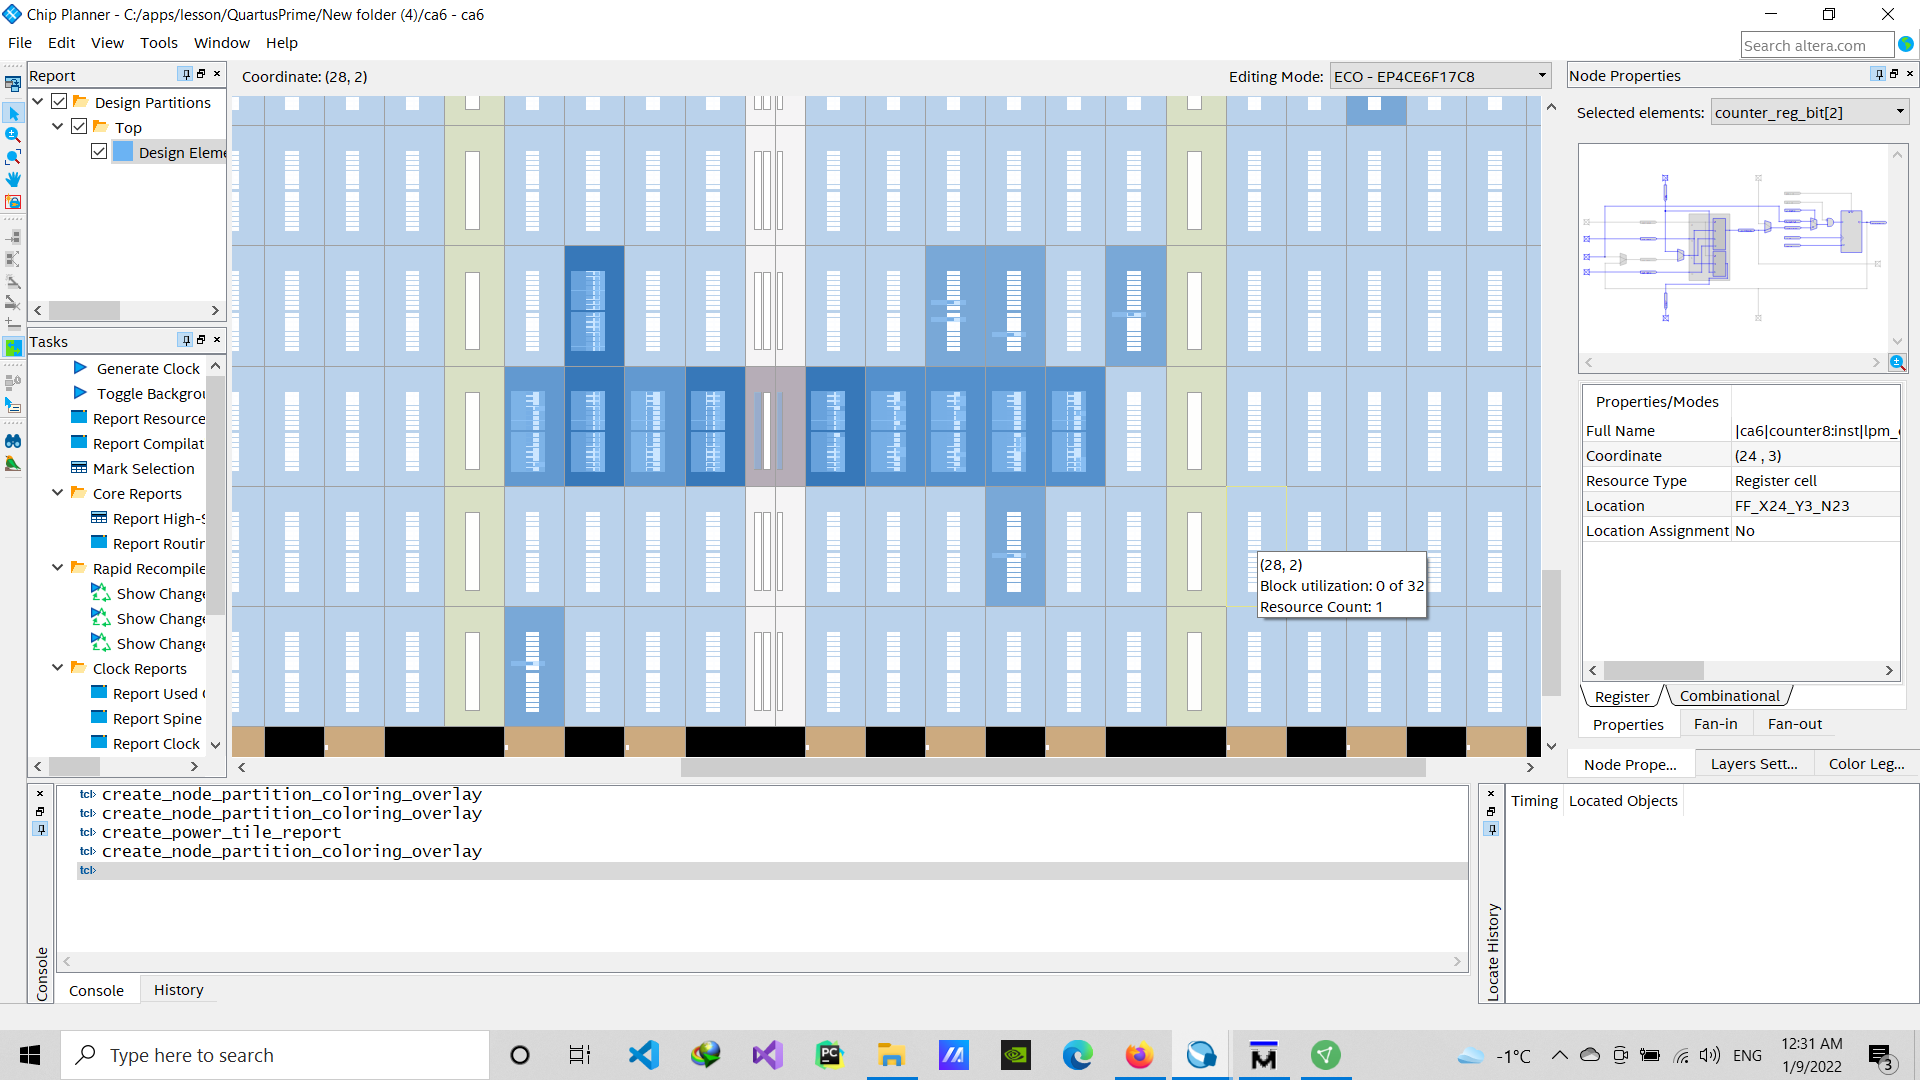 Chip Planner - C:/apps/lesson/QuartusPrime/New folder (4)/ca6 - ca6
File Edit View Tools Window Help
Search altera.com
Report
Design Partitions
Top
Design Eleme
Tasks
Generate Clock
Toggle Backgrou
Report Resource
Report Compilat
Mark Selection
Core Reports
Report High-S
Report Routin
Rapid Recompile
Show Change
Show Change
Show Change
Clock Reports
Report Used
Report Spine
Report Clock
Coordinate: (28, 2)
Editing Mode: ECO - EP4CE6F17C8
(28, 2)
Block utilization: 0 of 32
Resource Count: 1
Node Properties
Selected elements: counter_reg_bit[2]
Properties/Modes
Full Name |ca6|counter8:inst|lpm_
Coordinate (24 , 3)
Resource Type Register cell
Location FF_X24_Y3_N23
Location Assignment No
Register Combinational
Properties Fan-in Fan-out
Node Prope... Layers Sett... Color Leg...
tcl> create_node_partition_coloring_overlay
tcl> create_node_partition_coloring_overlay
tcl> create_power_tile_report
tcl> create_node_partition_coloring_overlay
tcl>
Console
Console History
Locate History
Timing Located Objects
Type here to search
PC
-1°C
ENG
12:31 AM
1/9/2022
3